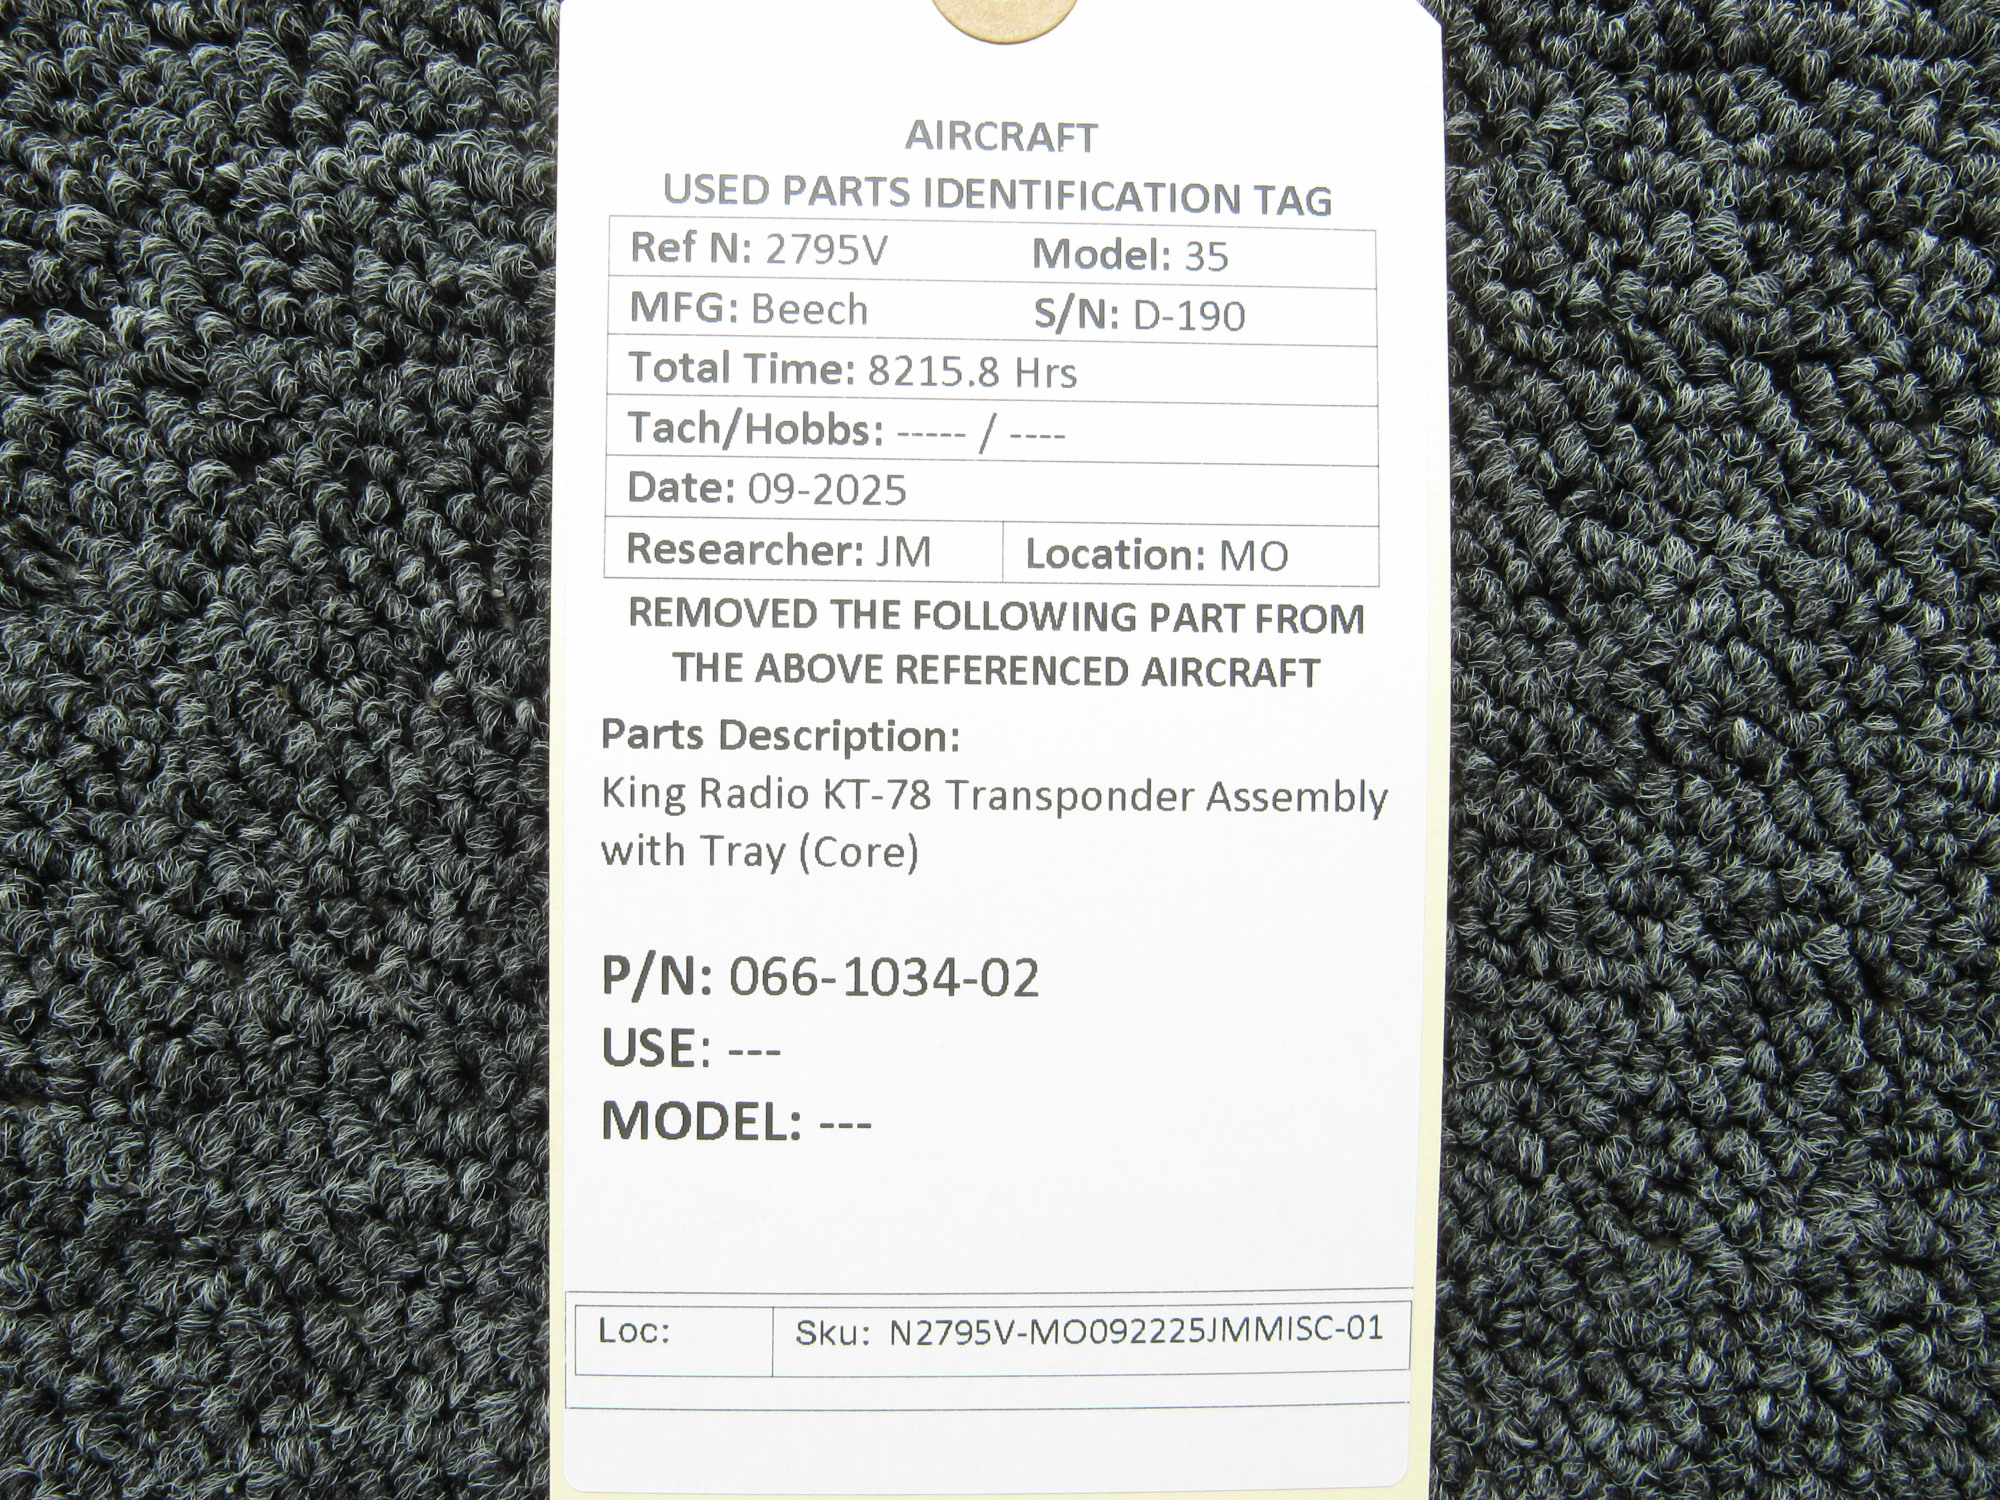 AIRCRAFT
USED PARTS IDENTIFICATION TAG
Ref N: 2795V Model: 35
MFG: Beech S/N: D-190
Total Time: 8215.8 Hrs
Tach/Hobbs: ----- / ----
Date: 09-2025
Researcher: JM Location: MO
REMOVED THE FOLLOWING PART FROM
THE ABOVE REFERENCED AIRCRAFT
Parts Description:
King Radio KT-78 Transponder Assembly
with Tray (Core)
P/N: 066-1034-02
USE: ---
MODEL: ---
Loc: Sku: N2795V-MO092225JMMISC-01